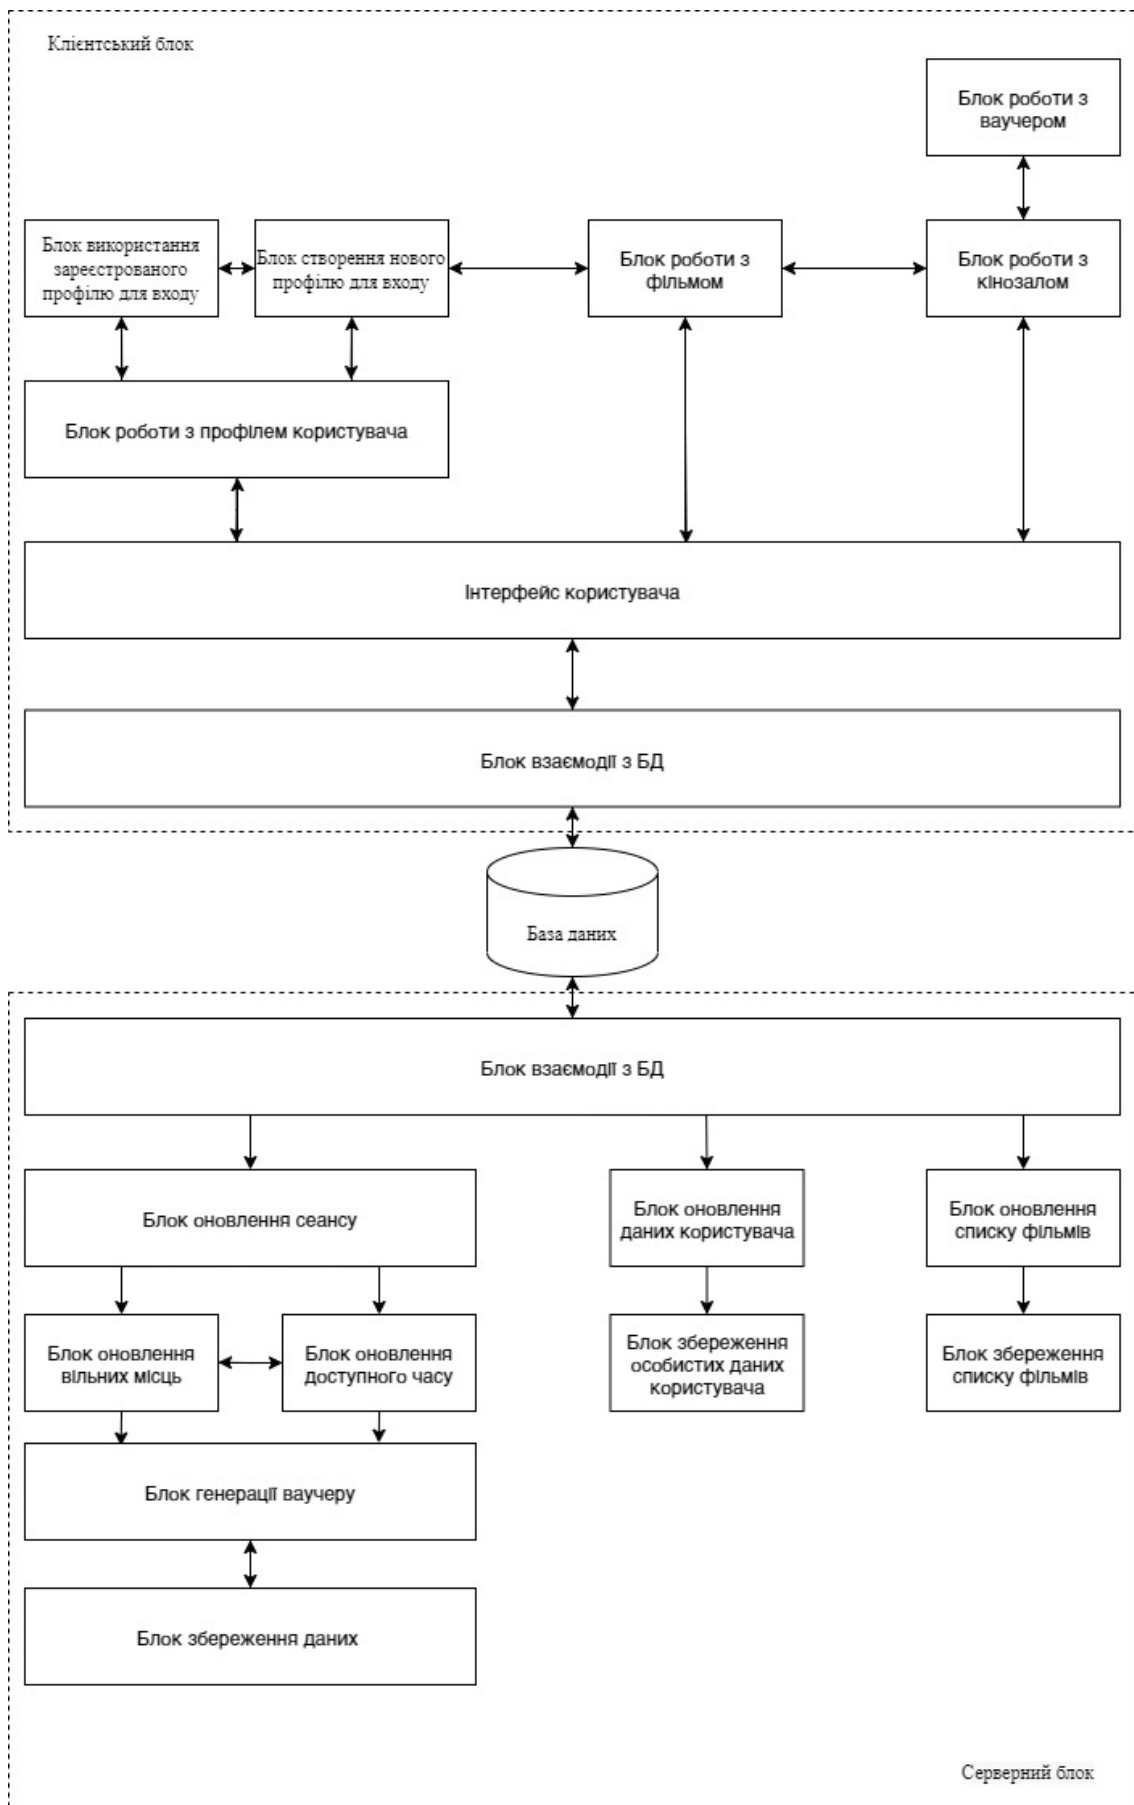 Клієнтський блок
Блок роботи з
ваучером
Блок використання
зареєстрованого
профілю для входу
Блок створення нового
профілю для входу
Блок роботи з
фільмом
Блок роботи з
кінозалом
Блок роботи з профілем користувача
Інтерфейс користувача
Блок взаємодії з БД
База даних
Блок взаємодії з БД
Блок оновлення сеансу
Блок оновлення
даних користувача
Блок оновлення
списку фільмів
Блок оновлення
вільних місць
Блок оновлення
доступного часу
Блок збереження
особистих даних
користувача
Блок збереження
списку фільмів
Блок генерації ваучеру
Блок збереження даних
Серверний блок